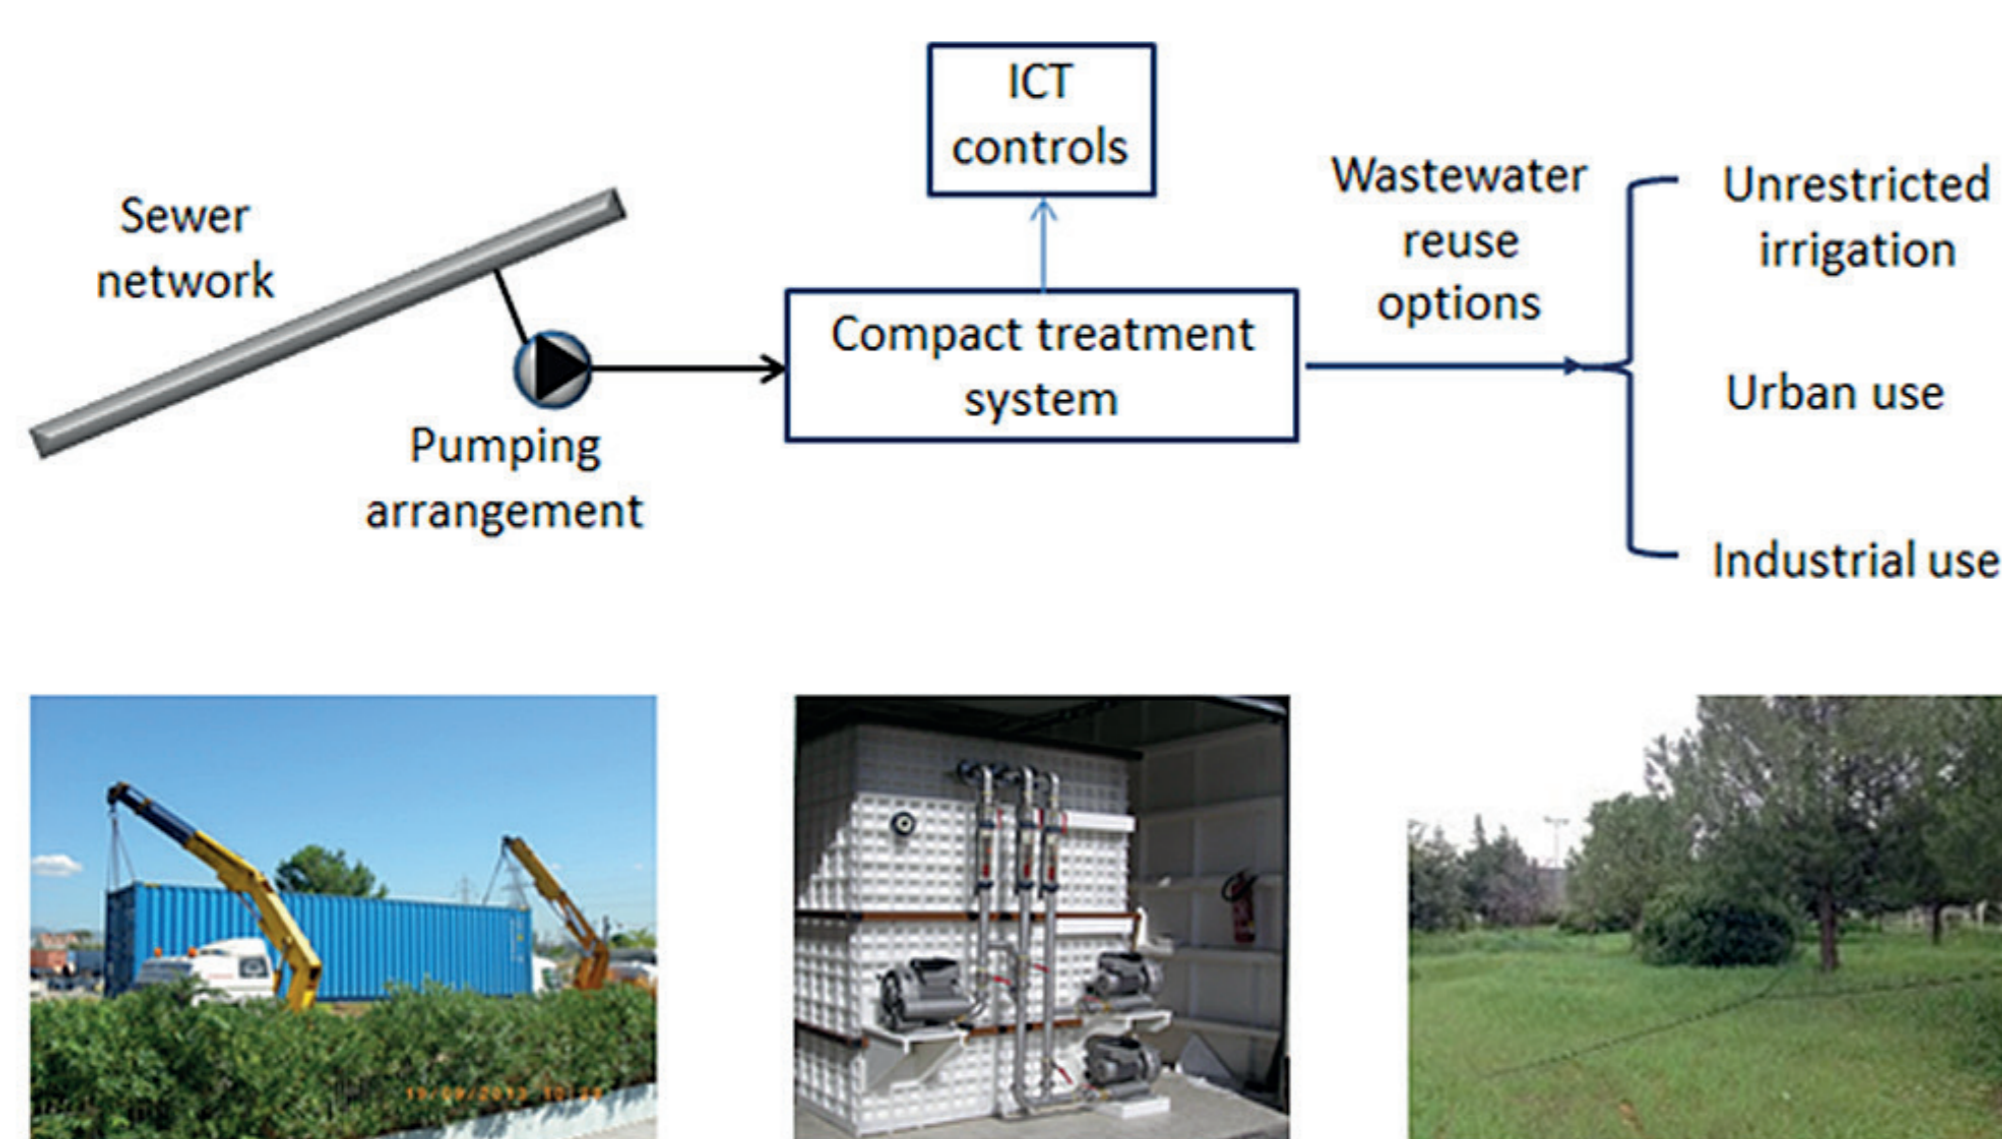 ICT
controls
Sewer
network
Pumping
arrangement
Compact treatment
system
Wastewater
reuse
options
Unrestricted
irrigation
Urban use
Industrial use